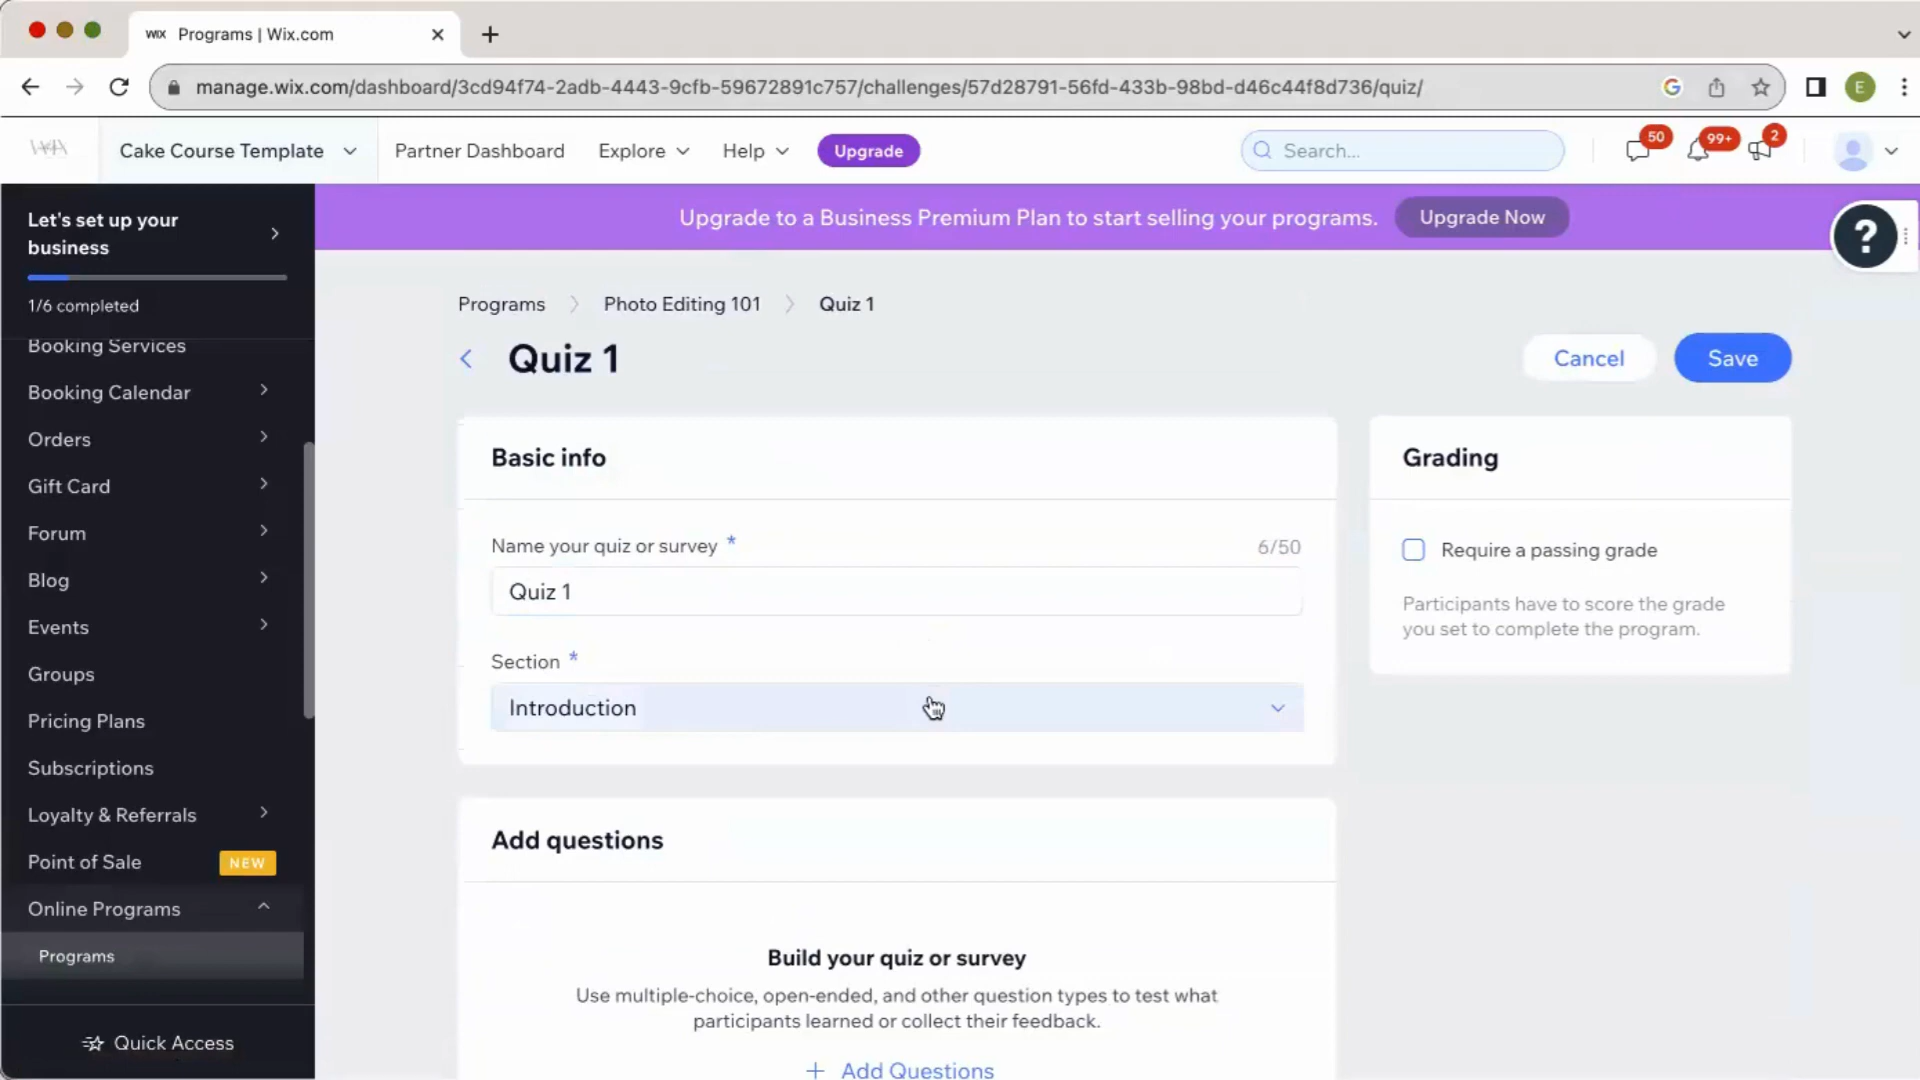 WIX Programs | Wix.com
manage.wix.com/dashboard/3cd94f74-2adb-4443-9cfb-59672891c757/challenges/57d28791-56fd-433b-98bd-d46c44f8d736/quiz/
E
WIX
Cake Course Template
Partner Dashboard
Explore
Help
Upgrade
Search...
50
99+
2
Let's set up your
business
1/6 completed
Booking Services
Booking Calendar
Orders
Gift Card
Forum
Blog
Events
Groups
Pricing Plans
Subscriptions
Loyalty & Referrals
Point of Sale NEW
Online Programs
Programs
Quick Access
Upgrade to a Business Premium Plan to start selling your programs. Upgrade Now
?
Programs > Photo Editing 101 > Quiz 1
Quiz 1
Cancel
Save
Basic info
Name your quiz or survey *
6/50
Quiz 1
Section *
Introduction
Add questions
Build your quiz or survey
Use multiple-choice, open-ended, and other question types to test what
participants learned or collect their feedback.
+ Add Questions
Grading
Require a passing grade
Participants have to score the grade
you set to complete the program.